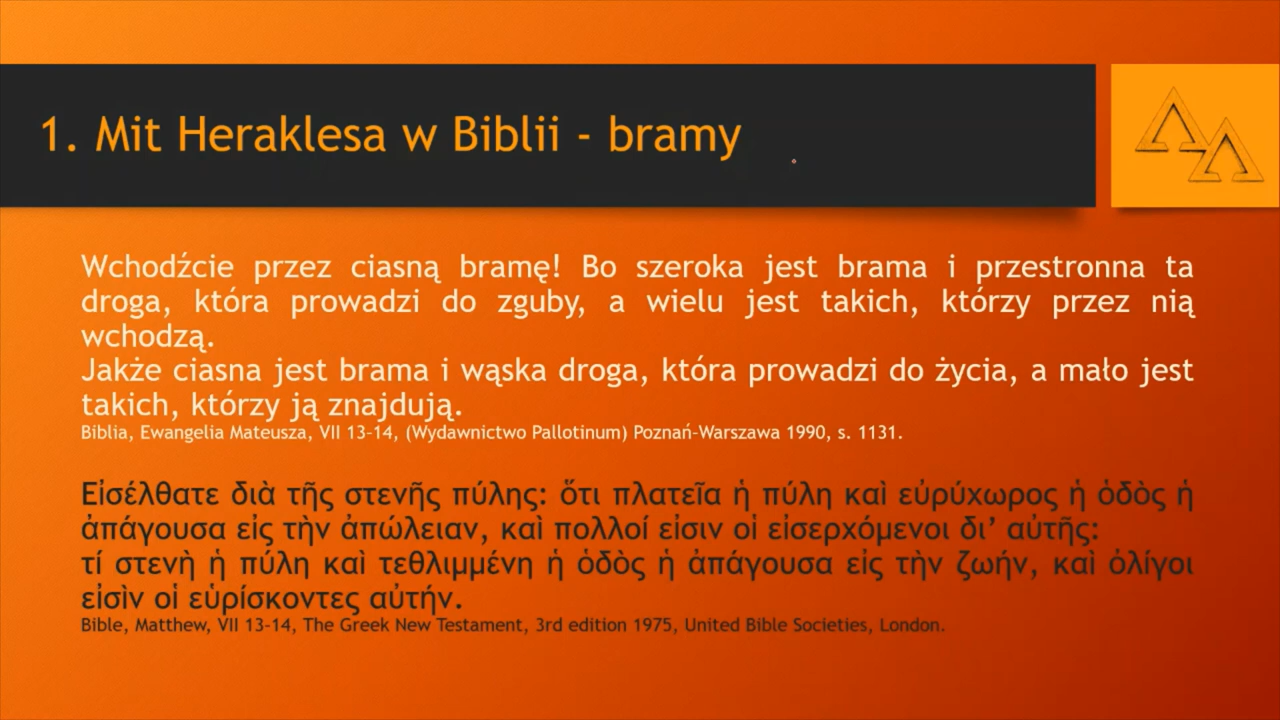 1. Mit Heraklesa w Biblii - bramy
Wchodźcie przez ciasną bramę! Bo szeroka jest brama i przestronna ta
droga, która prowadzi do zguby, a wielu jest takich, którzy przez nią
wchodzą.
Jakże ciasna jest brama i wąska droga, która prowadzi do życia, a mało jest
takich, którzy ją znajdują.
Biblia, Ewangelia Mateusza, VII 13-14, (Wydawnictwo Pallotinum) Poznań-Warszawa 1990, s. 1131.
Εἰσέλθατε διὰ τῆς στενῆς πύλης: ὅτι πλατεῖα ἡ πύλη καὶ εὐρύχωρος ἡ ὁδὸς ἡ
ἀπάγουσα εἰς τὴν ἀπώλειαν, καὶ πολλοί εἰσιν οἱ εἰσερχόμενοι δι’ αὐτῆς:
τί στενὴ ἡ πύλη καὶ τεθλιμμένη ἡ ὁδὸς ἡ ἀπάγουσα εἰς τὴν ζωήν, καὶ ὀλίγοι
εἰσὶν οἱ εὑρίσκοντες αὐτήν.
Bible, Matthew, VII 13-14, The Greek New Testament, 3rd edition 1975, United Bible Societies, London.